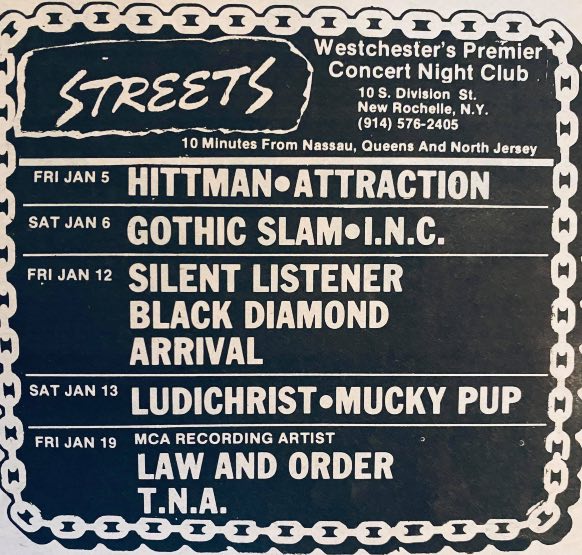 STREETS
Westchester's Premier
Concert Night Club
10 S. Division St.
New Rochelle, N.Y.
(914) 576-2405
10 Minutes From Nassau, Queens And North Jersey
FRI JAN 5 HITTMAN•ATTRACTION
SAT JAN 6 GOTHIC SLAM•I.N.C.
FRI JAN 12 SILENT LISTENER
BLACK DIAMOND
ARRIVAL
SAT JAN 13 LUDICHRIST•MUCKY PUP
FRI JAN 19 MCA RECORDING ARTIST
LAW AND ORDER
T.N.A.